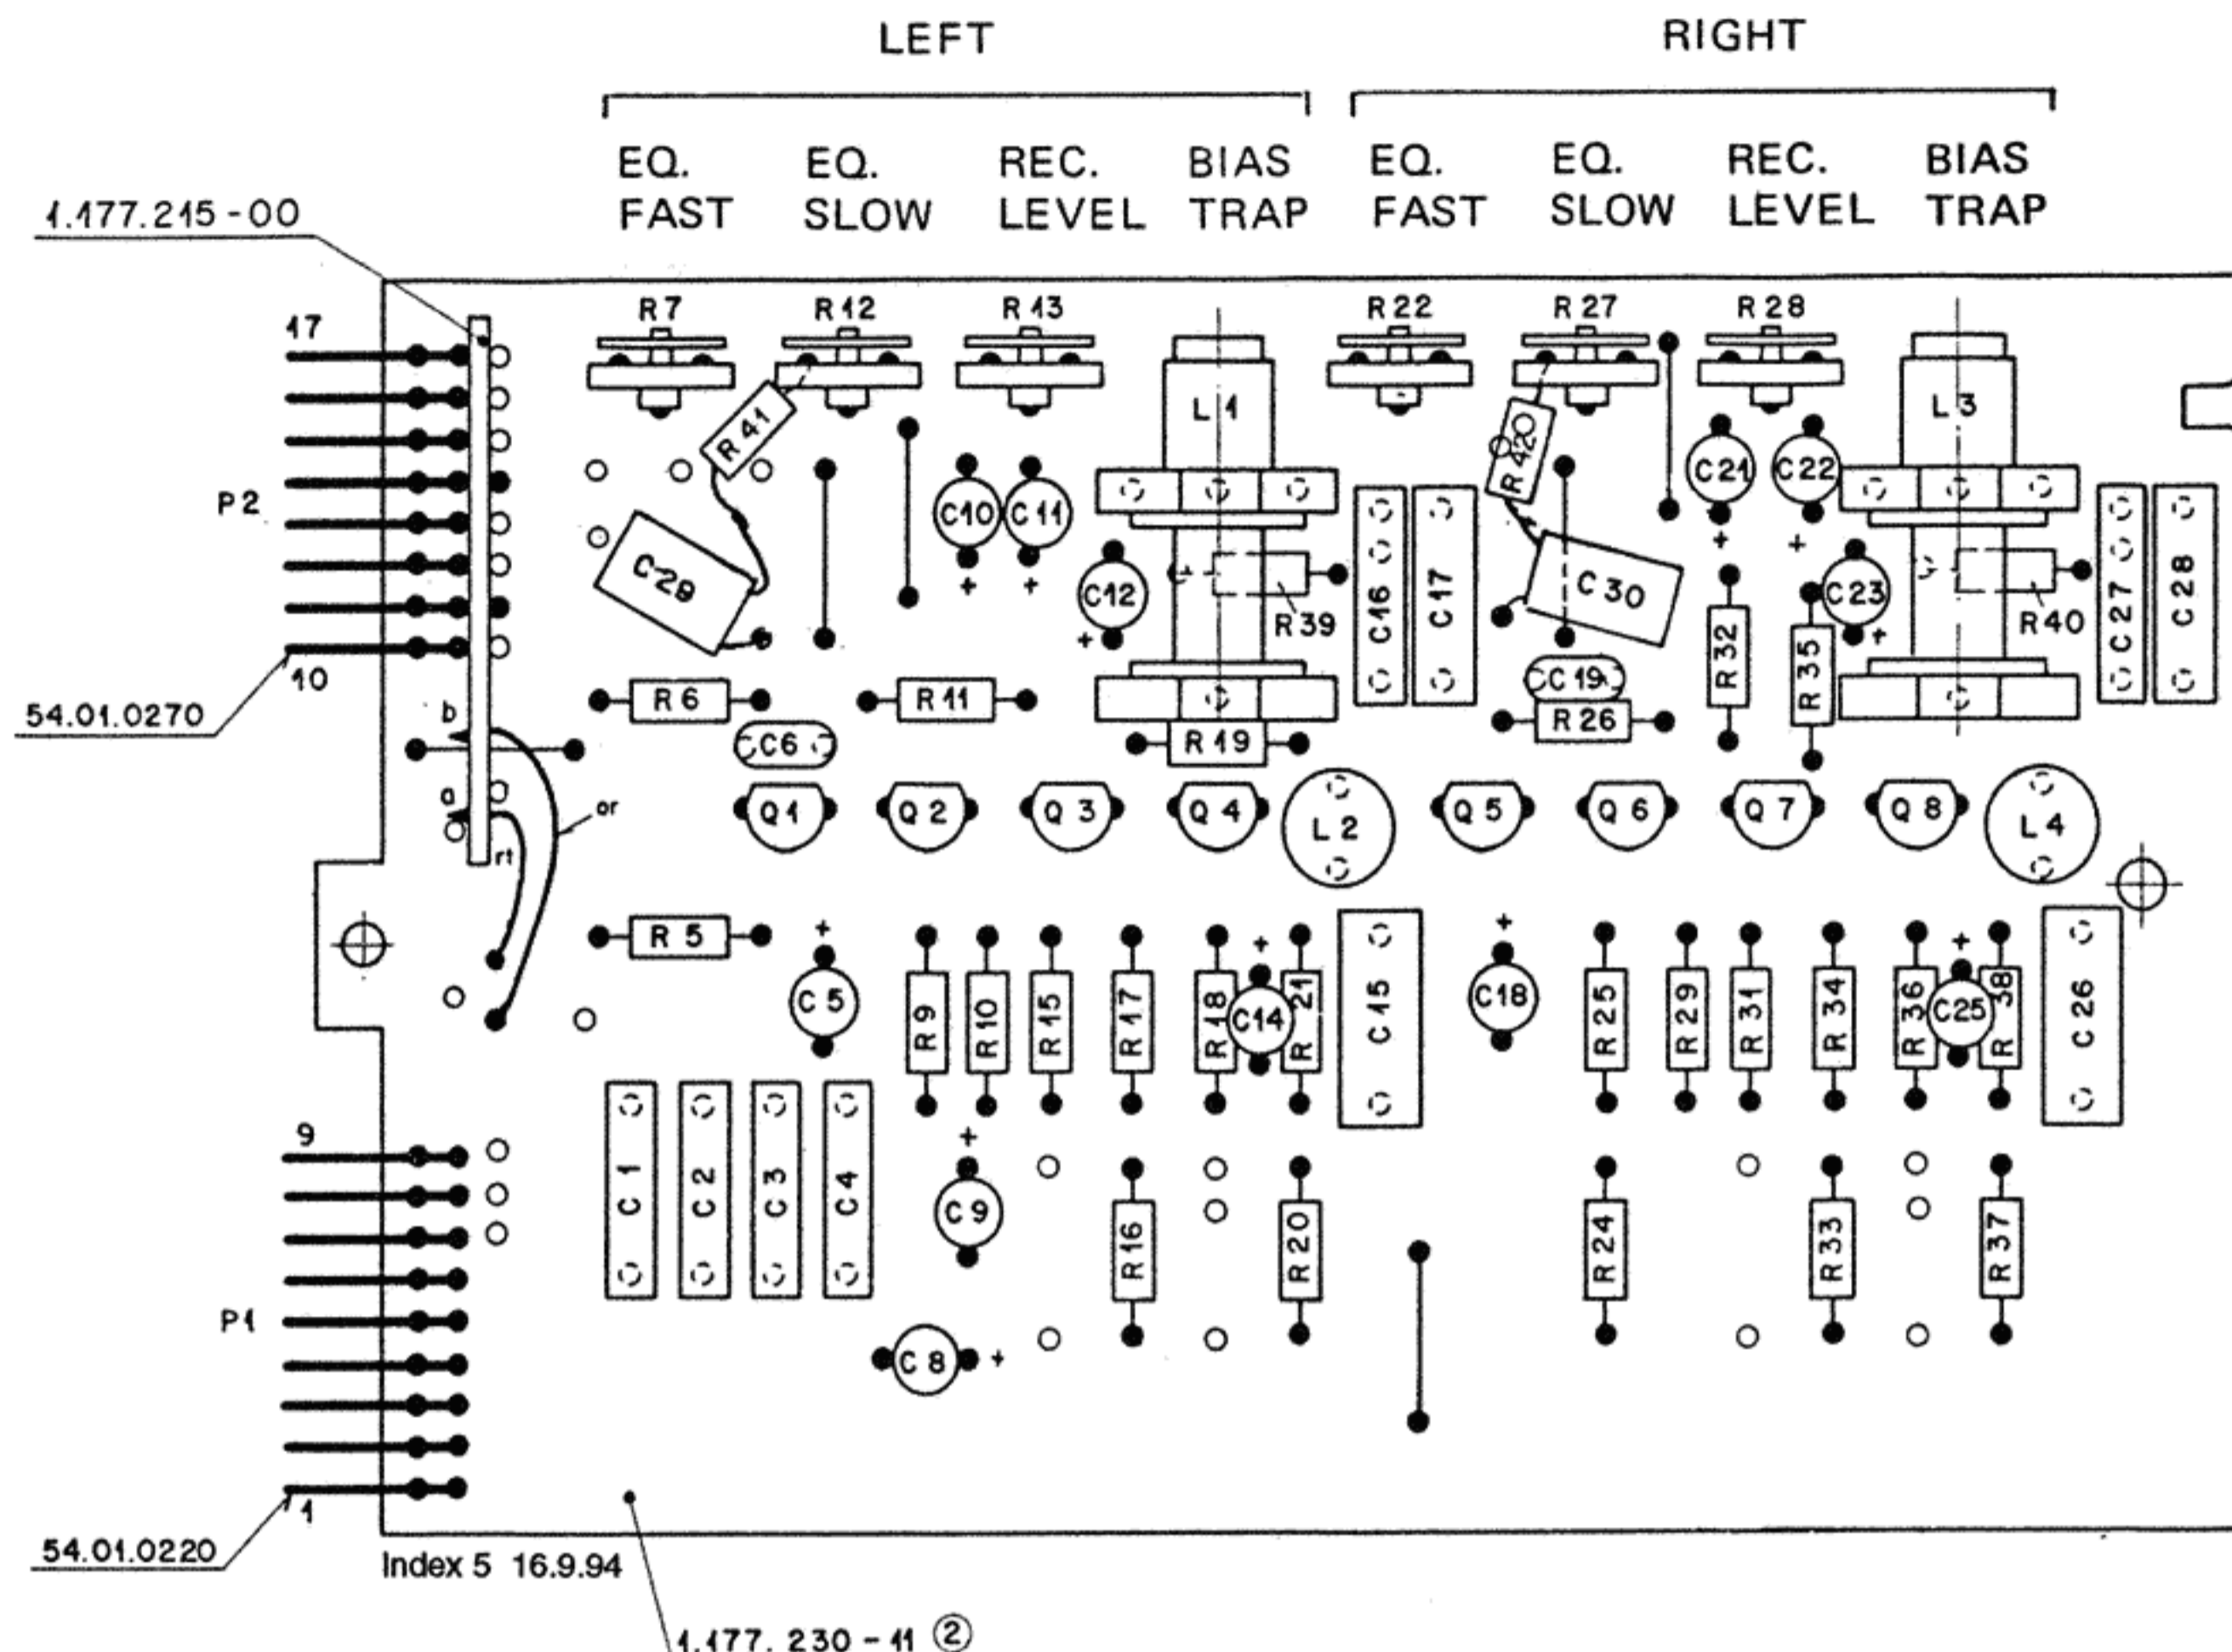 LEFT RIGHT
EQ. FAST EQ. SLOW REC. LEVEL BIAS TRAP EQ. FAST EQ. SLOW REC. LEVEL BIAS TRAP
1.177.215-00
R7 R12 R13 R22 R27 R28
17
L1 L3
R41 R42
C21 C22
P2
C10 C11
C29 C12 C16 C17 C30 C23 C27 C28
+ + + +
R39 R32 R35 R40
+ +
10
C19
R6 R11 R26
54.01.0270
b
C6 R19
a or
Q1 Q2 Q3 Q4 L2 Q5 Q6 Q7 Q8 L4
rt
R5 + + + +
C5 R9 R10 R15 R17 R18 C14 R21 C15 C18 R25 R29 R31 R34 R36 C25 R38 C26
9 +
C1 C2 C3 C4 C9 R16 R20 R24 R33 R37
P1
C8 +
1
54.01.0220
Index 5 16.9.94
1.177.230-11 2